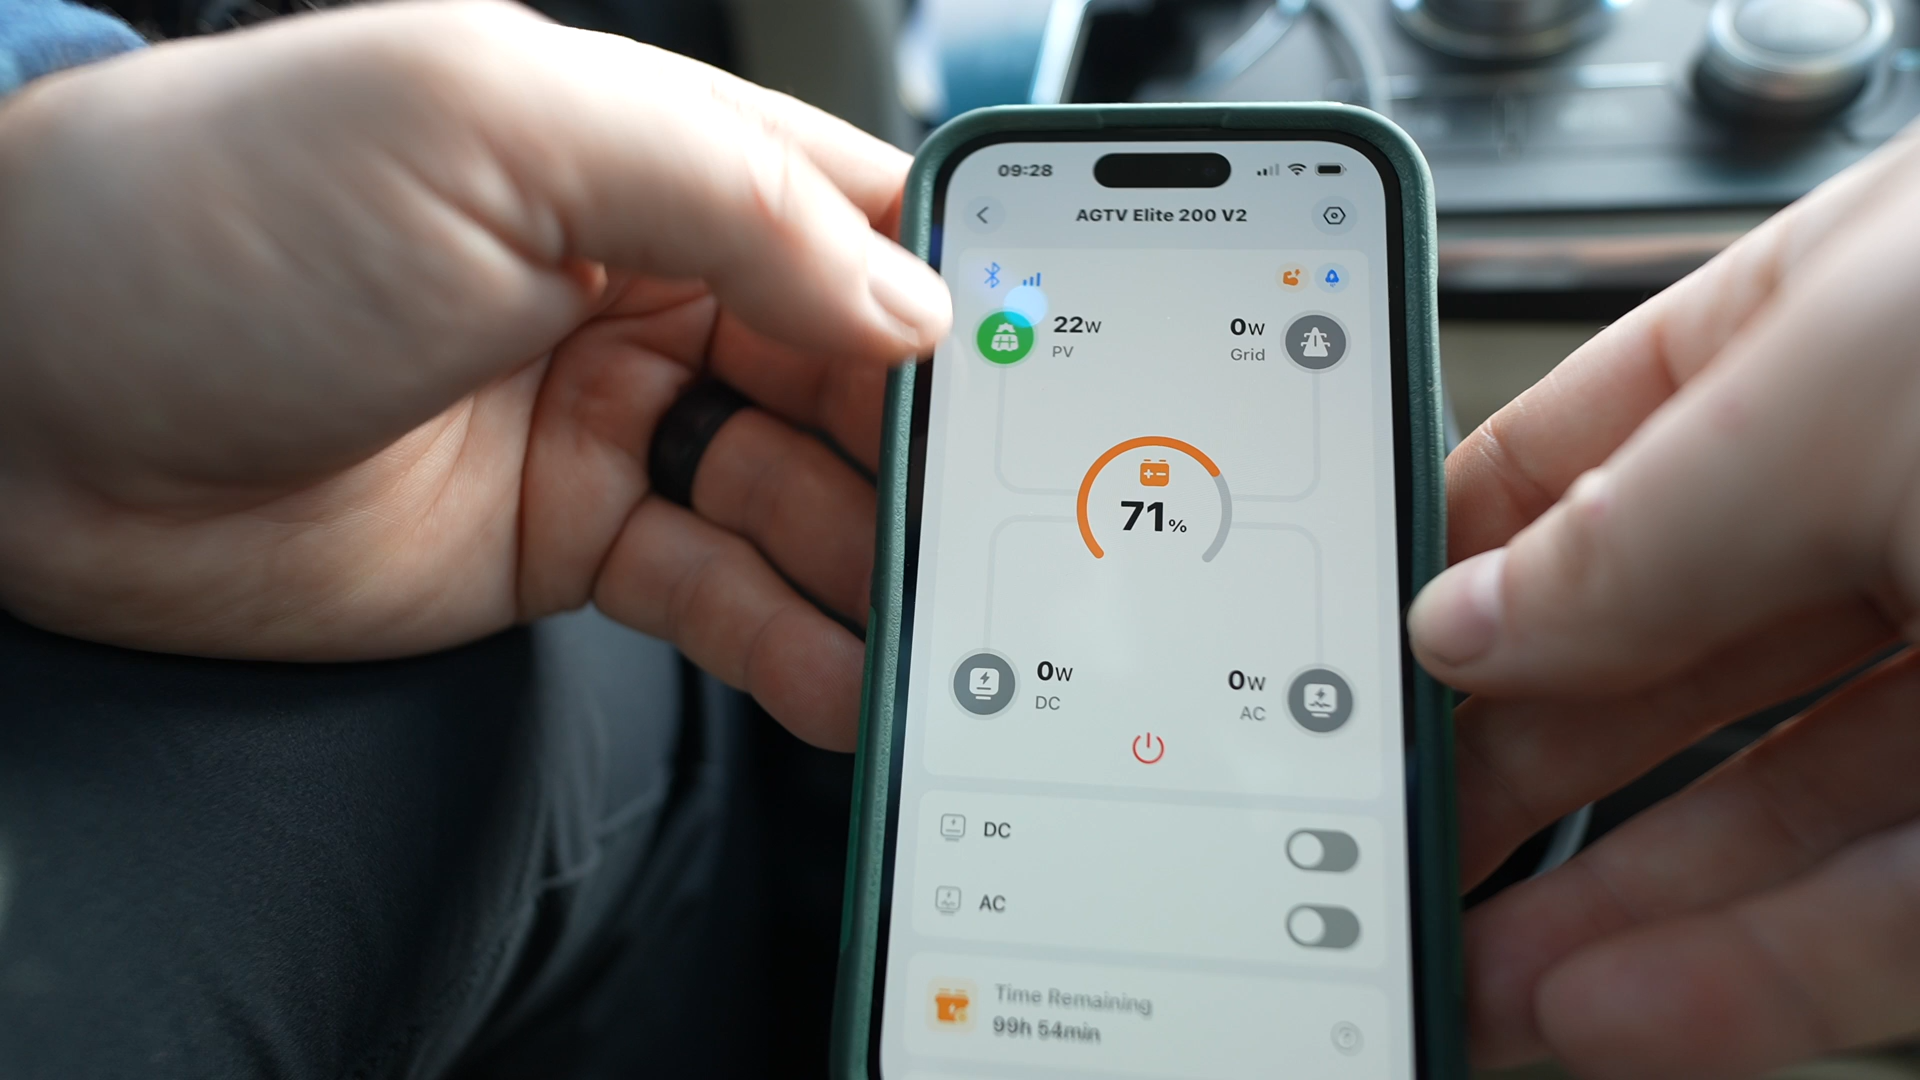 09:28
AGTV Elite 200 V2
22W
PV
0W
Grid
71%
0W
DC
0W
AC
DC
AC
Time Remaining
99h 54min